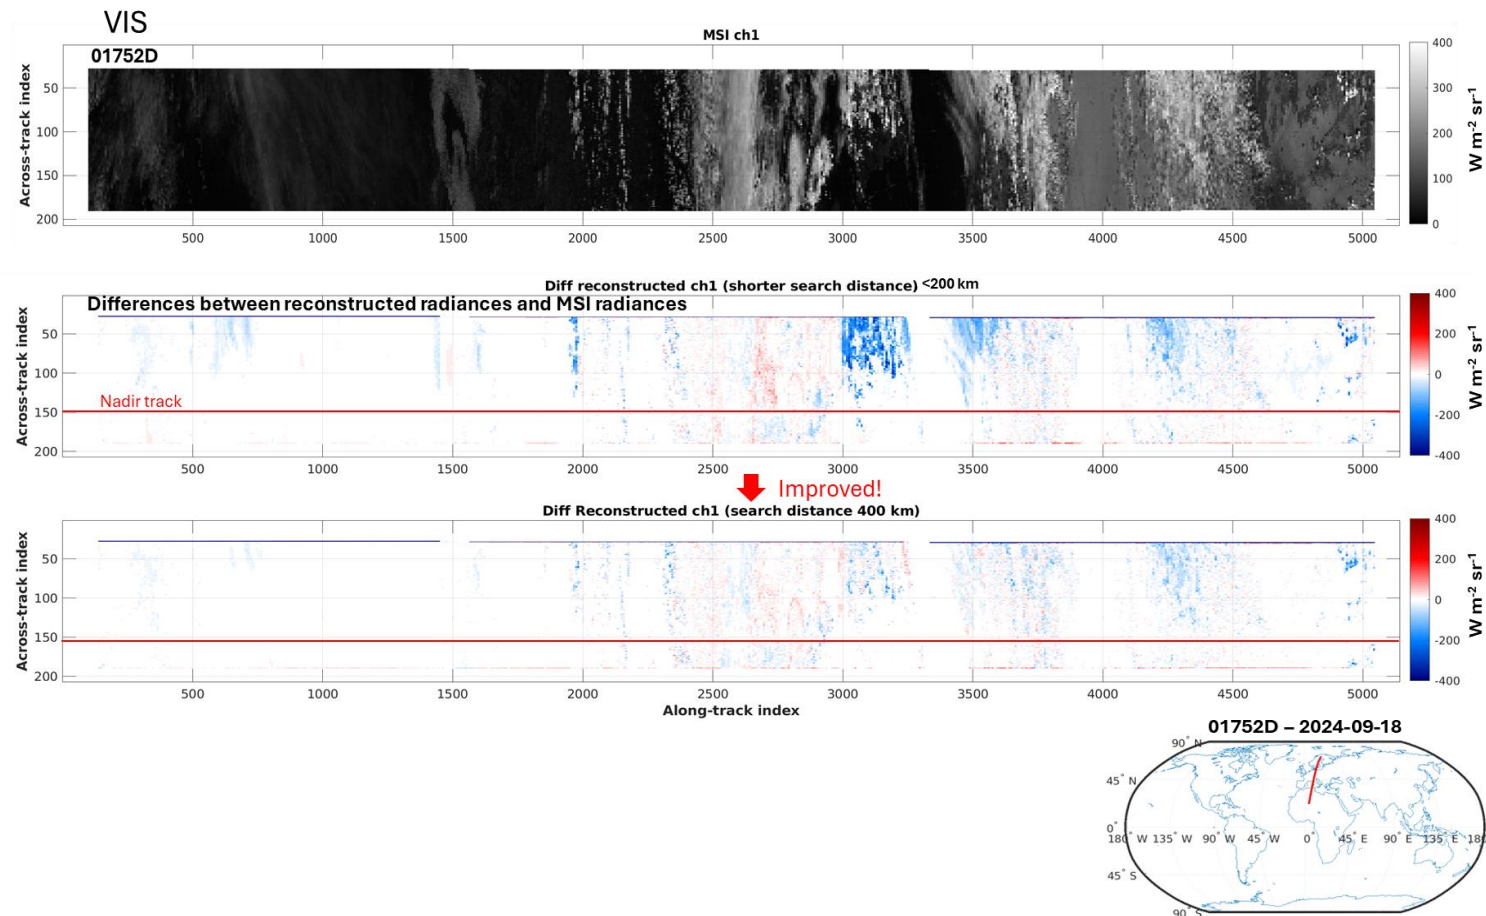 VIS
MSI ch1
01752D
Across-track index
50
100
150
200
500 1000 1500 2000 2500 3000 3500 4000 4500 5000
400
300
200
100
0
W m-2 sr-1
Diff reconstructed ch1 (shorter search distance) <200 km
Differences between reconstructed radiances and MSI radiances
Across-track index
50
100
150
200
Nadir track
500 1000 1500 2000 2500 3000 3500 4000 4500 5000
400
200
0
-200
-400
W m-2 sr-1
Improved!
Diff Reconstructed ch1 (search distance 400 km)
Across-track index
50
100
150
200
500 1000 1500 2000 2500 3000 3500 4000 4500 5000
Along-track index
400
200
0
-200
-400
W m-2 sr-1
01752D – 2024-09-18
90° N
45° N
0°
180° W 135° W 90° W 45° W 0° 45° E 90° E 135° E 180
45° S
90° S